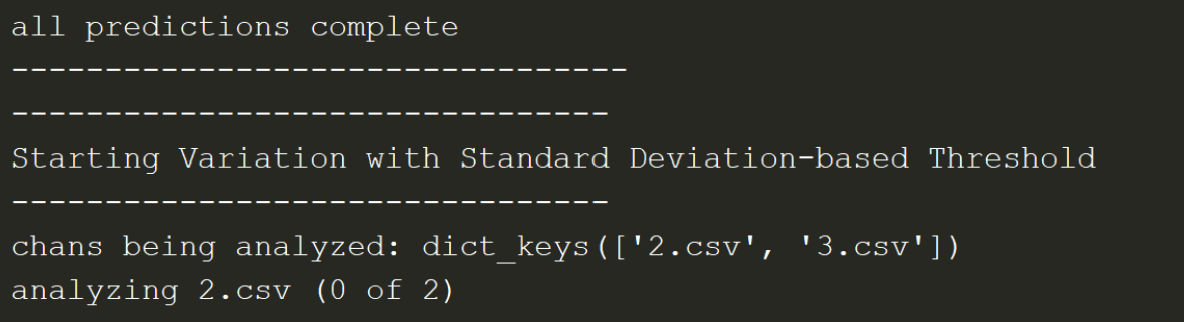 all predictions complete
---------------------------------
--------------------------------
Starting Variation with Standard Deviation-based Threshold
--------------------------------
chans being analyzed: dict_keys(['2.csv', '3.csv'])
analyzing 2.csv (0 of 2)